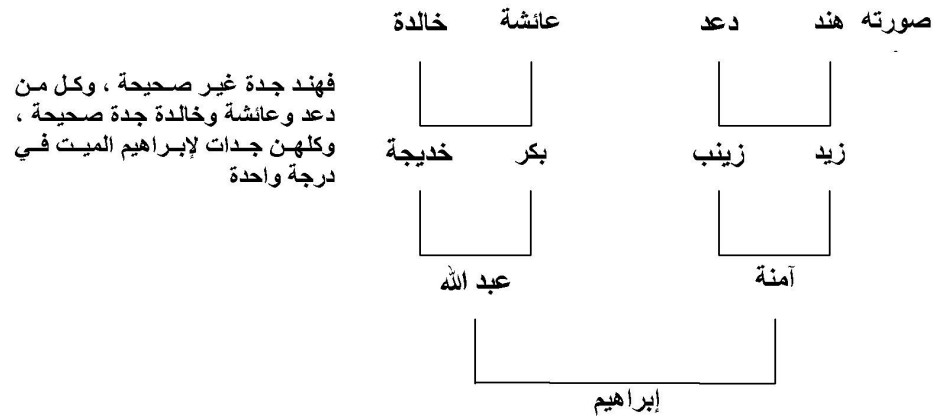 صورته هند دعد عائشة خالدة
فهند جدة غير صحيحة ، وكل من
دعد وعائشة وخالدة جدة صحيحة ،
وكلهن جدات لإبراهيم الميت في
درجة واحدة
زيد زينب بكر خديجة
آمنة عبد الله
إبراهيم